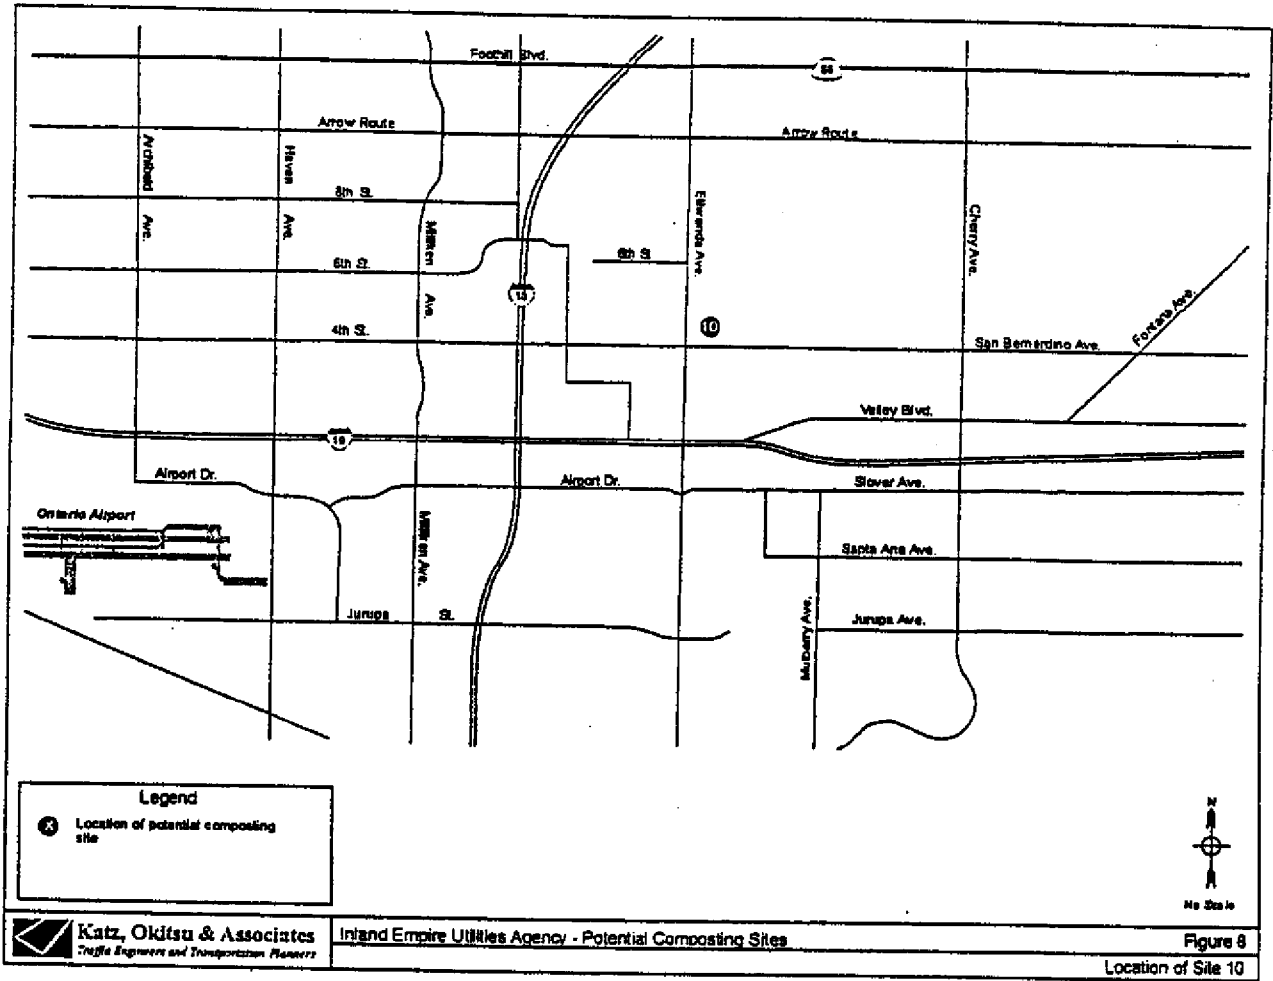 Foothill Blvd.
66
Arrow Route
Arrow Route
Archibald
Ave.
Haven
Ave.
8th St.
Milliken
Ave.
Etiwanda Ave.
Cherry Ave.
6th St.
6th St
15
10
Fontana Ave.
4th St.
San Bernardino Ave.
Valley Blvd.
10
Airport Dr.
Airport Dr.
Slover Ave.
Ontario Airport
Milliken Ave.
Santa Ana Ave.
Jurupa
St.
Mulberry Ave.
Jurupa Ave.
Legend
X
Location of potential composting
site
N
No Scale
Katz, Okitsu & Associates
Traffic Engineers and Transportation Planners
Inland Empire Utilities Agency - Potential Composting Sites
Figure 8
Location of Site 10